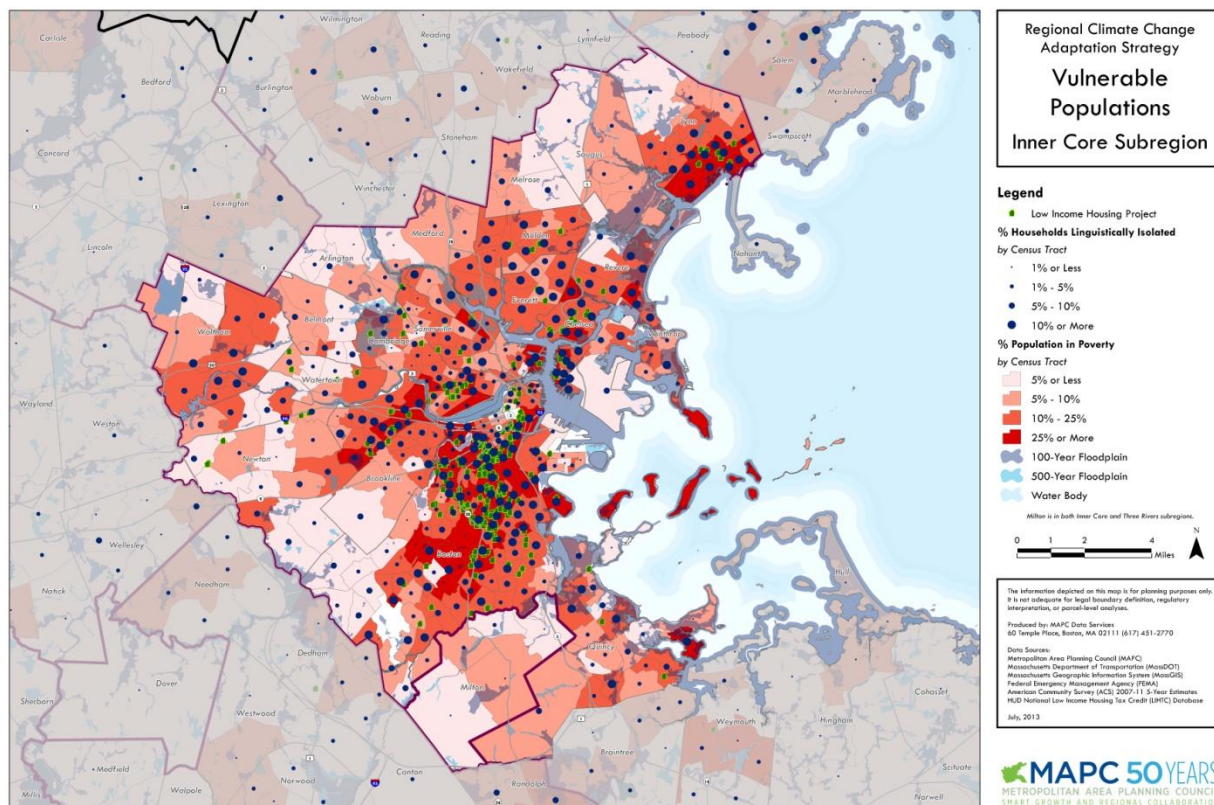 Regional Climate Change
Adaptation Strategy
Vulnerable
Populations
Inner Core Subregion
Legend
Low Income Housing Project
% Households Linguistically Isolated
by Census Tract
1% or Less
1% - 5%
5% - 10%
10% or More
% Population in Poverty
by Census Tract
5% or Less
5% - 10%
10% - 25%
25% or More
100-Year Floodplain
500-Year Floodplain
Water Body
Milton is in both Inner Core and Three Rivers subregions.
0 1 2 4
Miles
N
The information depicted on this map is for planning purposes only.
It is not adequate for legal boundary definition, regulatory
interpretation, or parcel-level analyses.
Produced by: MAPC Data Services
60 Temple Place, Boston, MA 02111 (617) 451-2770
Data Sources:
Metropolitan Area Planning Council (MAPC)
Massachusetts Department of Transportation (MassDOT)
Massachusetts Geographic Information System (MassGIS)
Federal Emergency Management Agency (FEMA)
American Community Survey (ACS) 2007-11 5-Year Estimates
HUD National Low Income Housing Tax Credit (LIHTC) Database
July, 2013
MAPC 50 YEARS
METROPOLITAN AREA PLANNING COUNCIL
SMART GROWTH AND REGIONAL COLLABORATION
Wilmington
Reading
Lynnfield
Peabody
Salem
Carlisle
Bedford
Burlington
Wakefield
Marblehead
Woburn
Stoneham
Lynn
Swampscott
Concord
Saugus
Melrose
Winchester
Lexington
Medford
Malden
Lincoln
Arlington
Revere
Nahant
Everett
Belmont
Somerville
Chelsea
Waltham
Cambridge
Winthrop
Watertown
Wayland
Weston
Newton
Brookline
Boston
Wellesley
Natick
Needham
Hull
Quincy
Dedham
Milton
Dover
Sherborn
Westwood
Weymouth
Hingham
Cohasset
Braintree
Medfield
Norwood
Canton
Scituate
Millis
Walpole
Randolph
Norwell